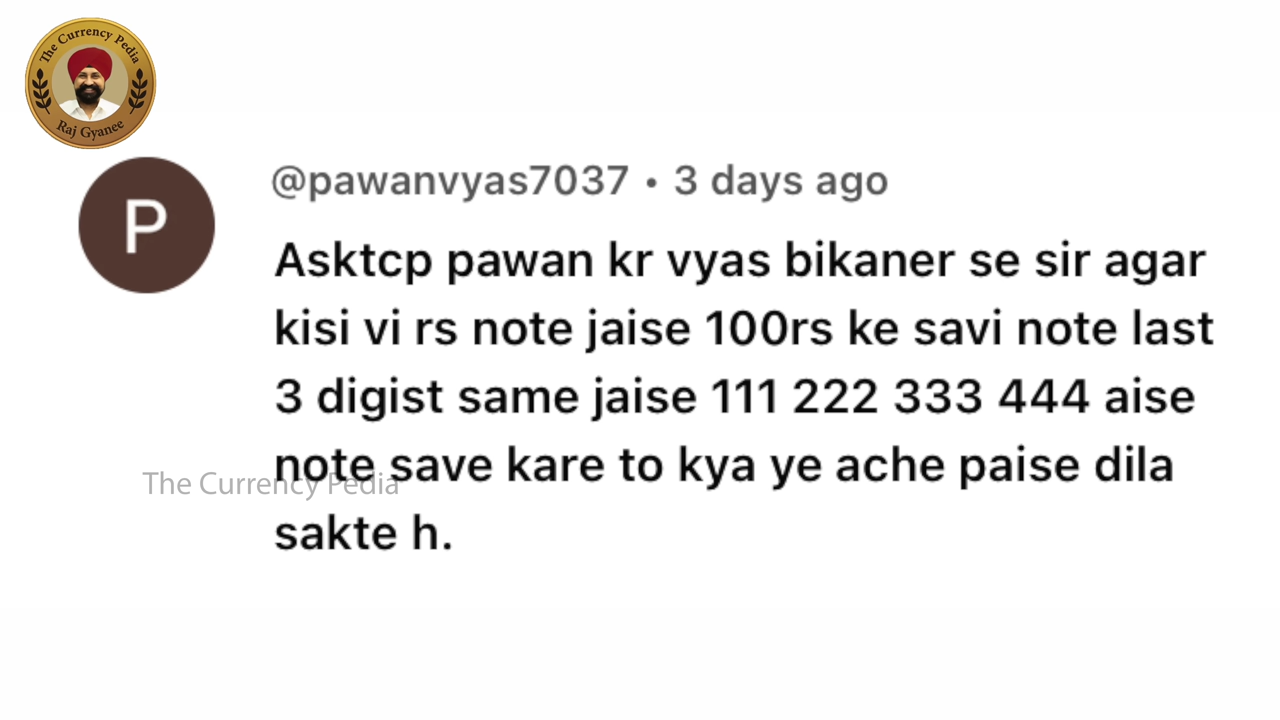 The Currency Pedia
Raj Gyanee
P
@pawanvyas7037 • 3 days ago
Asktcp pawan kr vyas bikaner se sir agar
kisi vi rs note jaise 100rs ke savi note last
3 digist same jaise 111 222 333 444 aise
note save kare to kya ye ache paise dila
The Currency Pedia
sakte h.